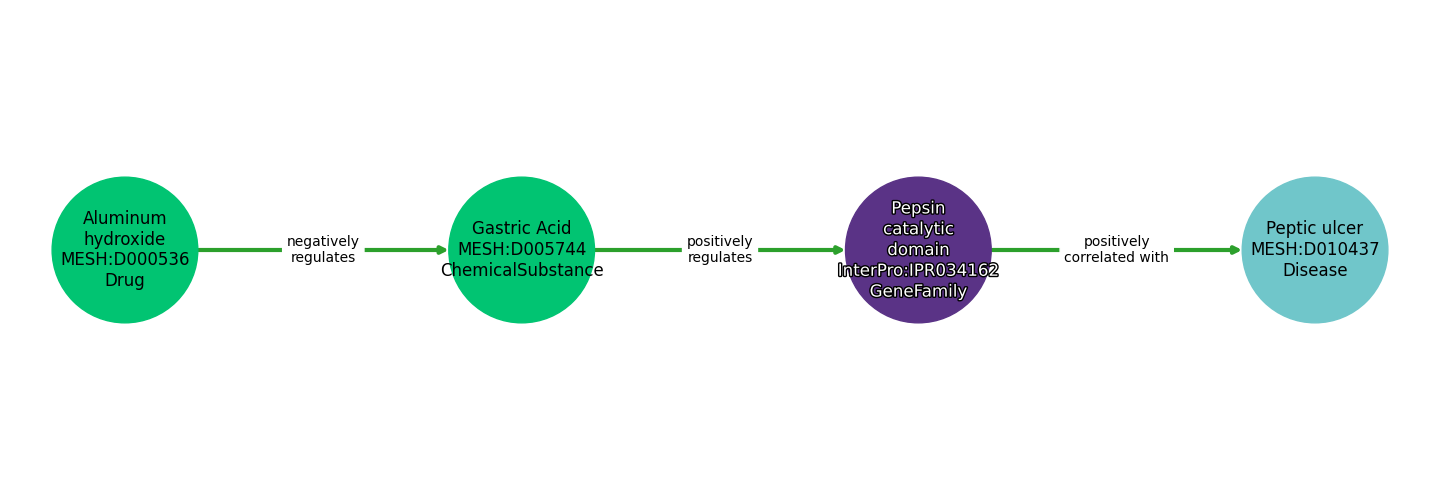 Aluminum
hydroxide
MESH:D000536
Drug
negatively
regulates
Gastric Acid
MESH:D005744
ChemicalSubstance
positively
regulates
Pepsin
catalytic
domain
InterPro:IPR034162
GeneFamily
positively
correlated with
Peptic ulcer
MESH:D010437
Disease